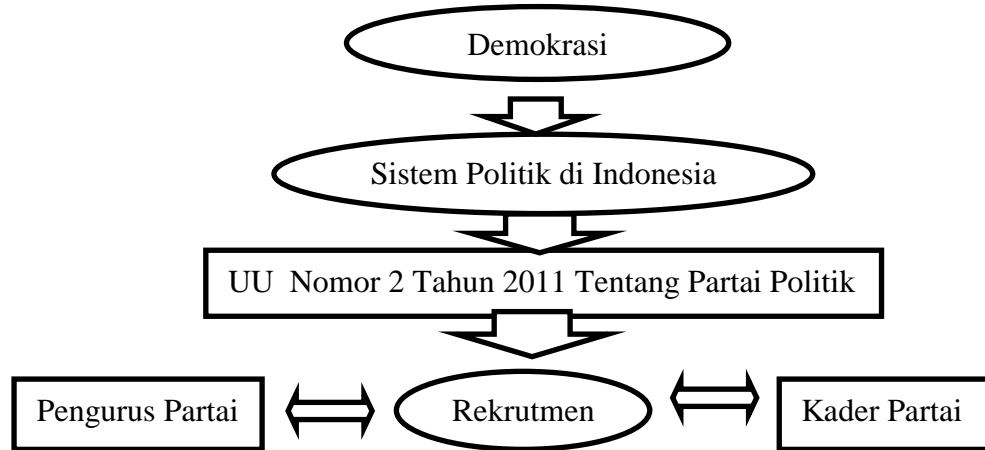 Demokrasi
Sistem Politik di Indonesia
UU Nomor 2 Tahun 2011 Tentang Partai Politik
Pengurus Partai
Rekrutmen
Kader Partai